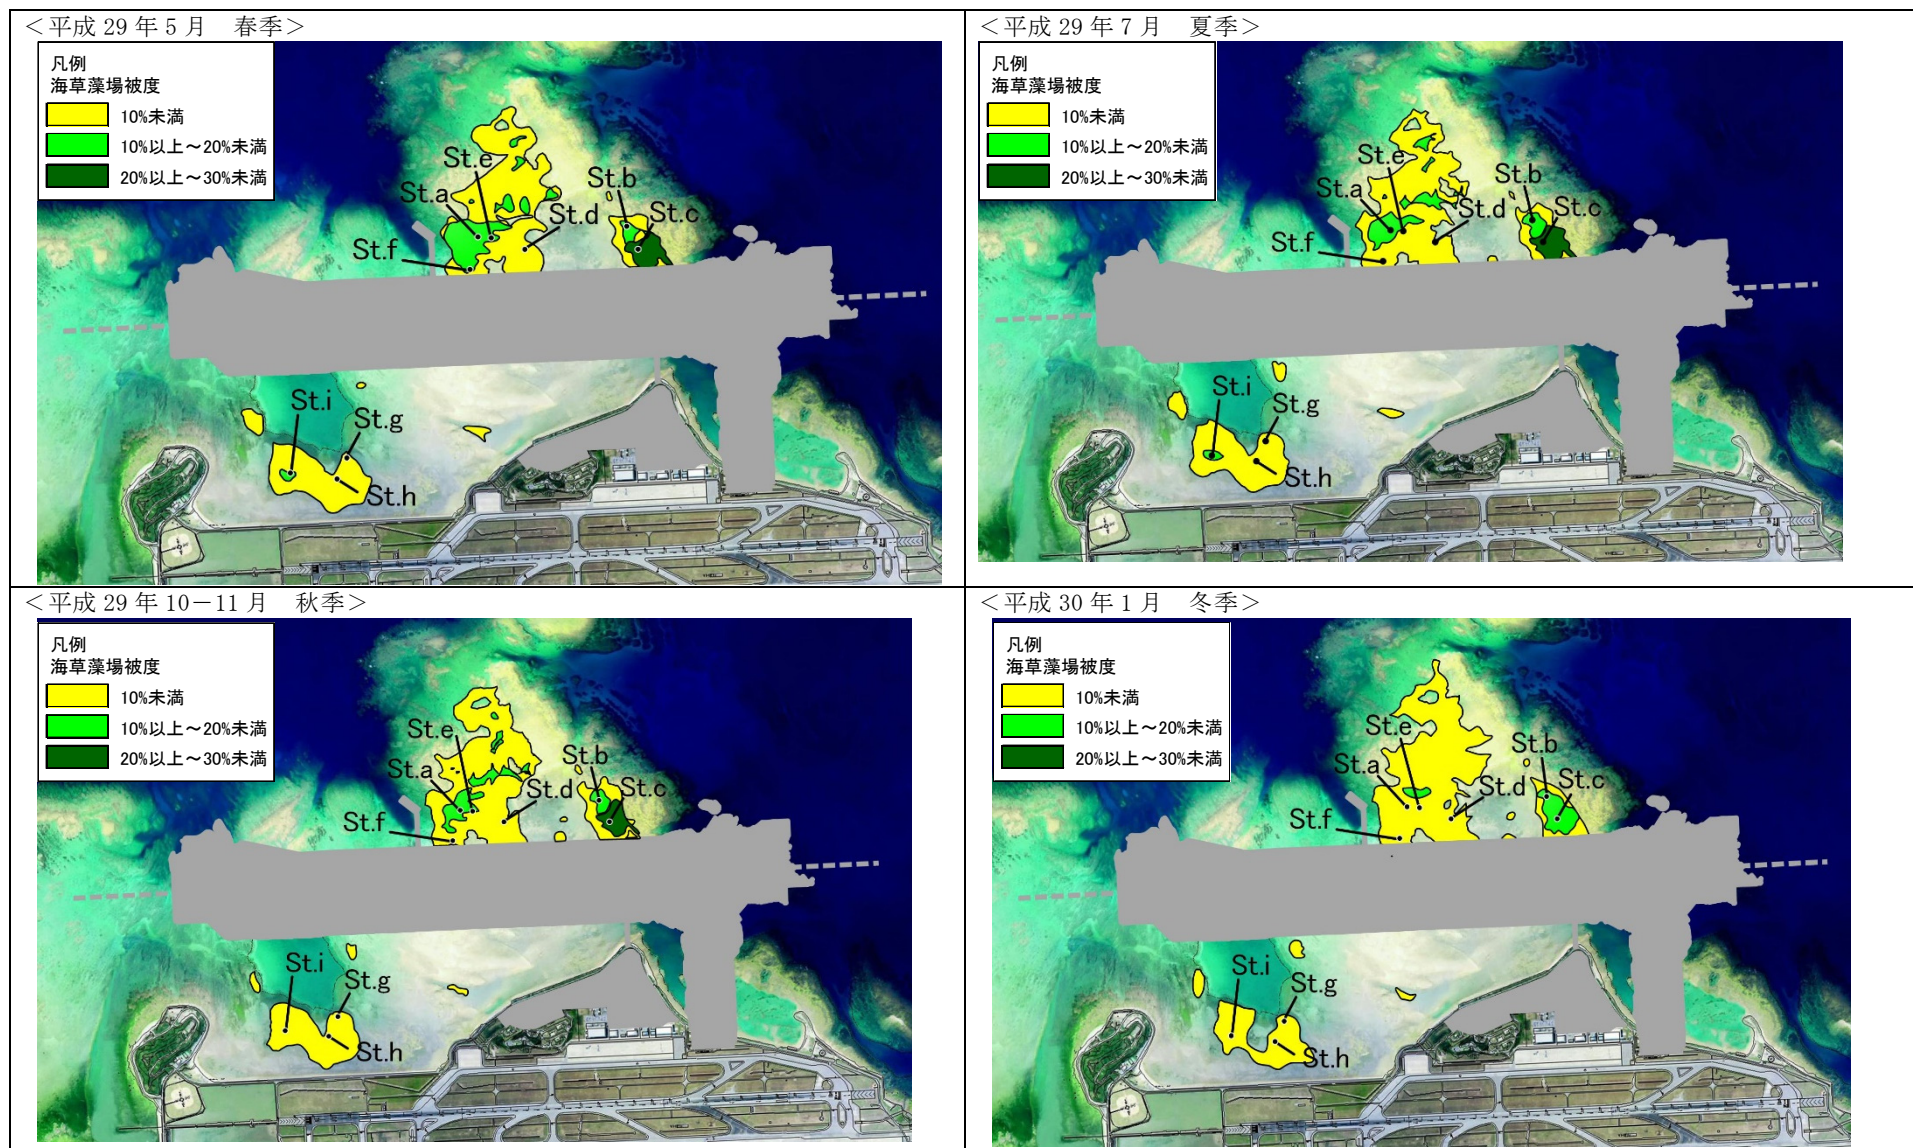 ＜平成 29 年 5 月　春季＞
凡例
海草藻場被度
10%未満
10%以上～20%未満
20%以上～30%未満
St.e
St.b
St.a
St.c
St.d
St.f
St.i
St.g
St.h
＜平成 29 年 7 月　夏季＞
凡例
海草藻場被度
10%未満
10%以上～20%未満
20%以上～30%未満
St.e
St.b
St.a
St.c
St.d
St.f
St.i
St.g
St.h
＜平成 29 年 10－11 月　秋季＞
凡例
海草藻場被度
10%未満
10%以上～20%未満
20%以上～30%未満
St.e
St.b
St.a
St.c
St.d
St.f
St.i
St.g
St.h
＜平成 30 年 1 月　冬季＞
凡例
海草藻場被度
10%未満
10%以上～20%未満
20%以上～30%未満
St.e
St.b
St.a
St.c
St.d
St.f
St.i
St.g
St.h